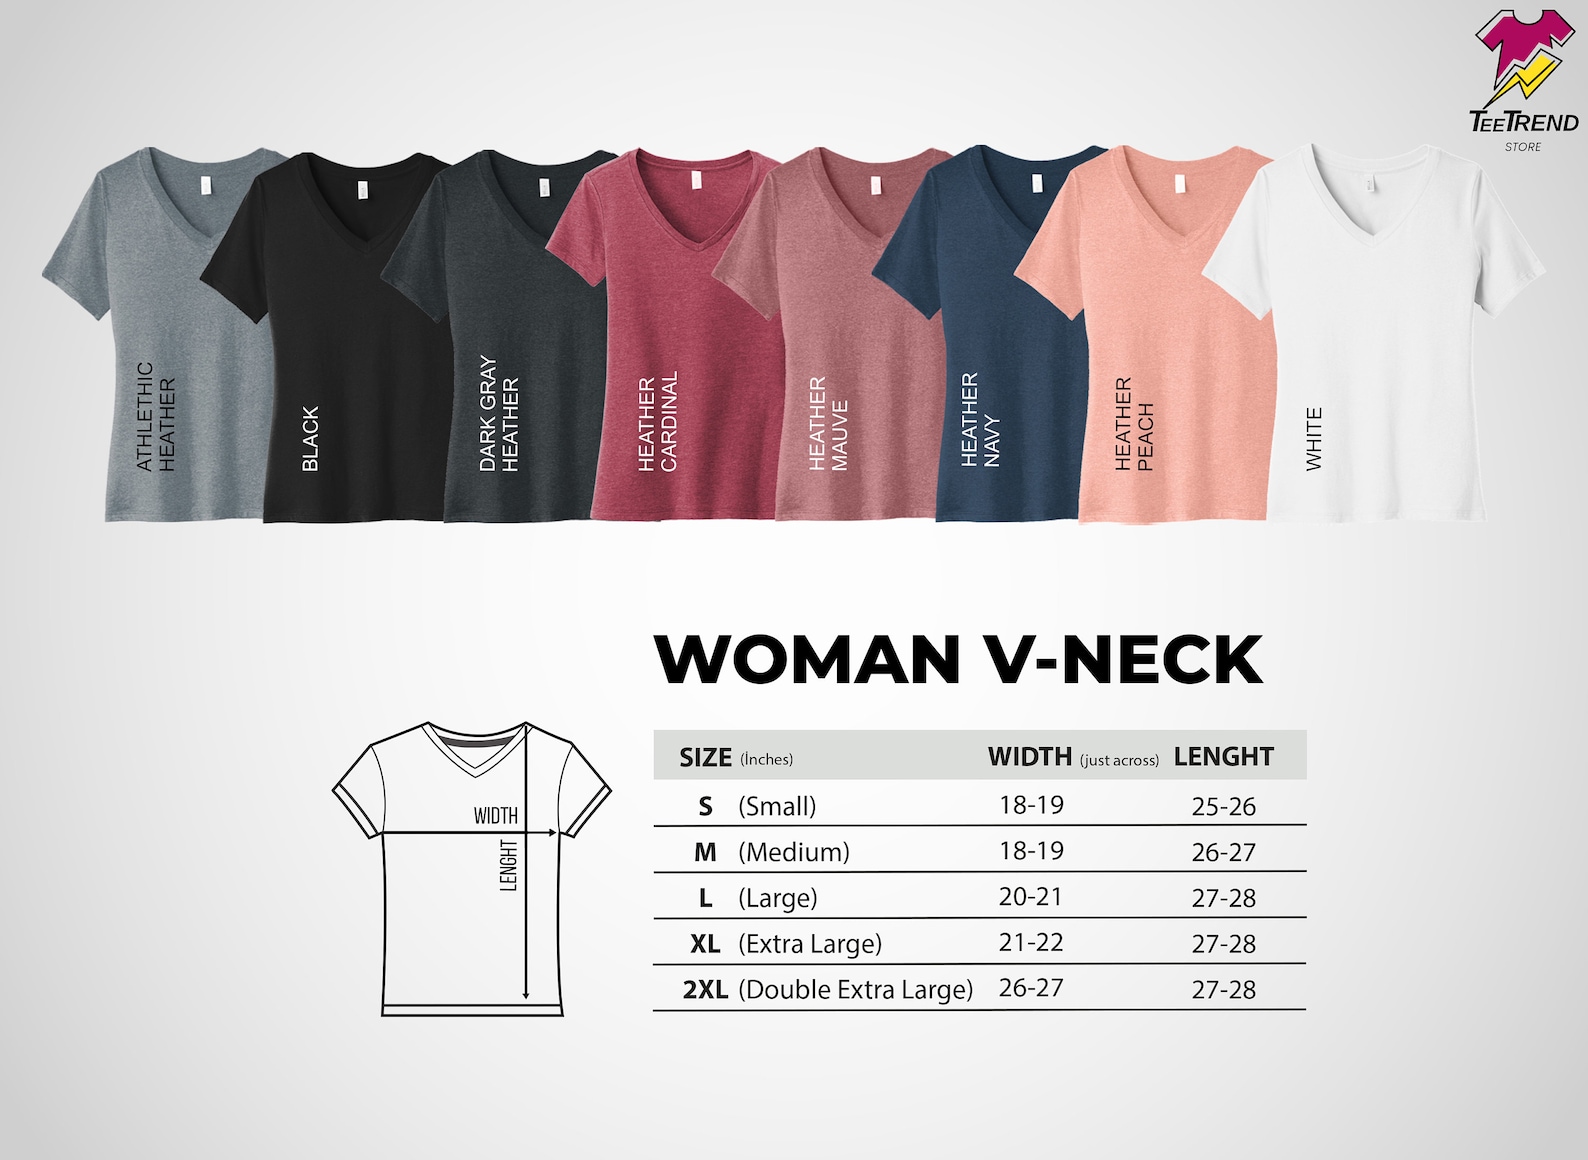 TEETREND
STORE
ATHLETHIC
HEATHER
BLACK
DARK GRAY
HEATHER
HEATHER
CARDINAL
HEATHER
MAUVE
HEATHER
NAVY
HEATHER
PEACH
WHITE
WOMAN V-NECK
SIZE (İnches) WIDTH (just across) LENGHT
S (Small) 18-19 25-26
M (Medium) 18-19 26-27
L (Large) 20-21 27-28
XL (Extra Large) 21-22 27-28
2XL (Double Extra Large) 26-27 27-28
WIDTH
LENGHT